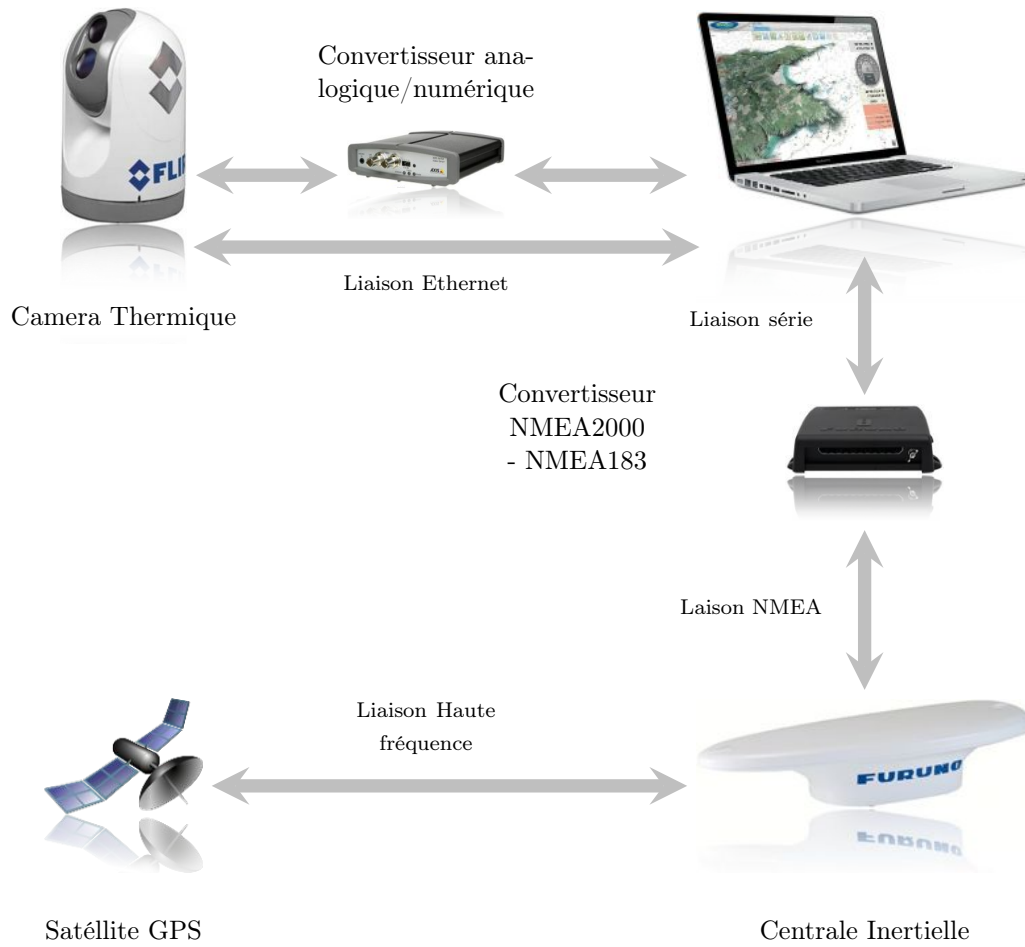 Convertisseur ana-
logique/numérique
FLIR
AXIS
Liaison Ethernet
Camera Thermique
Liaison série
Convertisseur
NMEA2000
- NMEA183
Laison NMEA
Liaison Haute
fréquence
FURUNO
Satéllite GPS
Centrale Inertielle